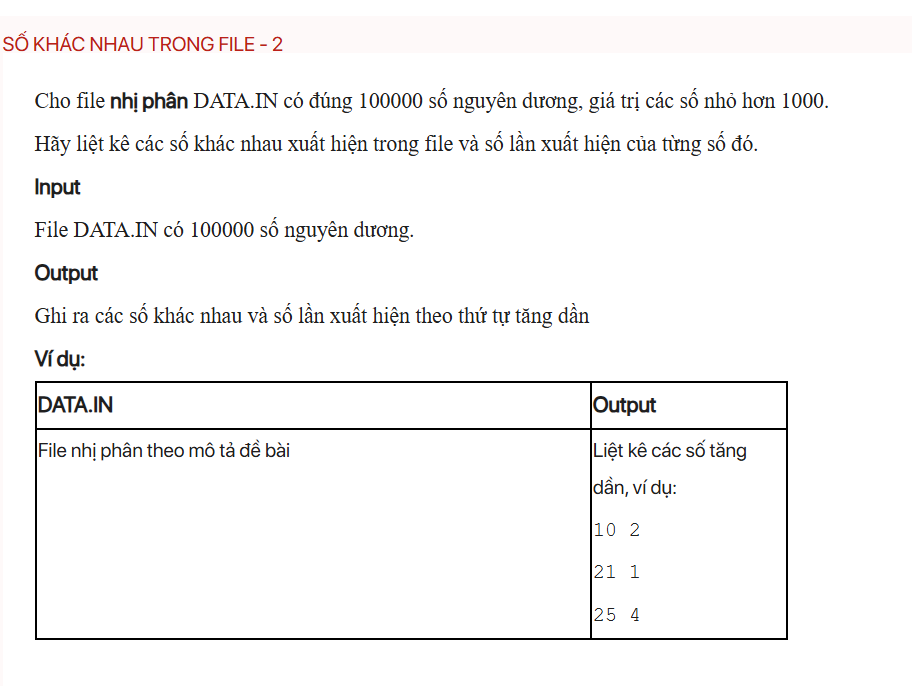 SỐ KHÁC NHAU TRONG FILE - 2
Cho file nhị phân DATA.IN có đúng 100000 số nguyên dương, giá trị các số nhỏ hơn 1000.
Hãy liệt kê các số khác nhau xuất hiện trong file và số lần xuất hiện của từng số đó.
Input
File DATA.IN có 100000 số nguyên dương.
Output
Ghi ra các số khác nhau và số lần xuất hiện theo thứ tự tăng dần
Ví dụ:
DATA.IN Output
File nhị phân theo mô tả đề bài Liệt kê các số tăng
dần, ví dụ:
10 2
21 1
25 4